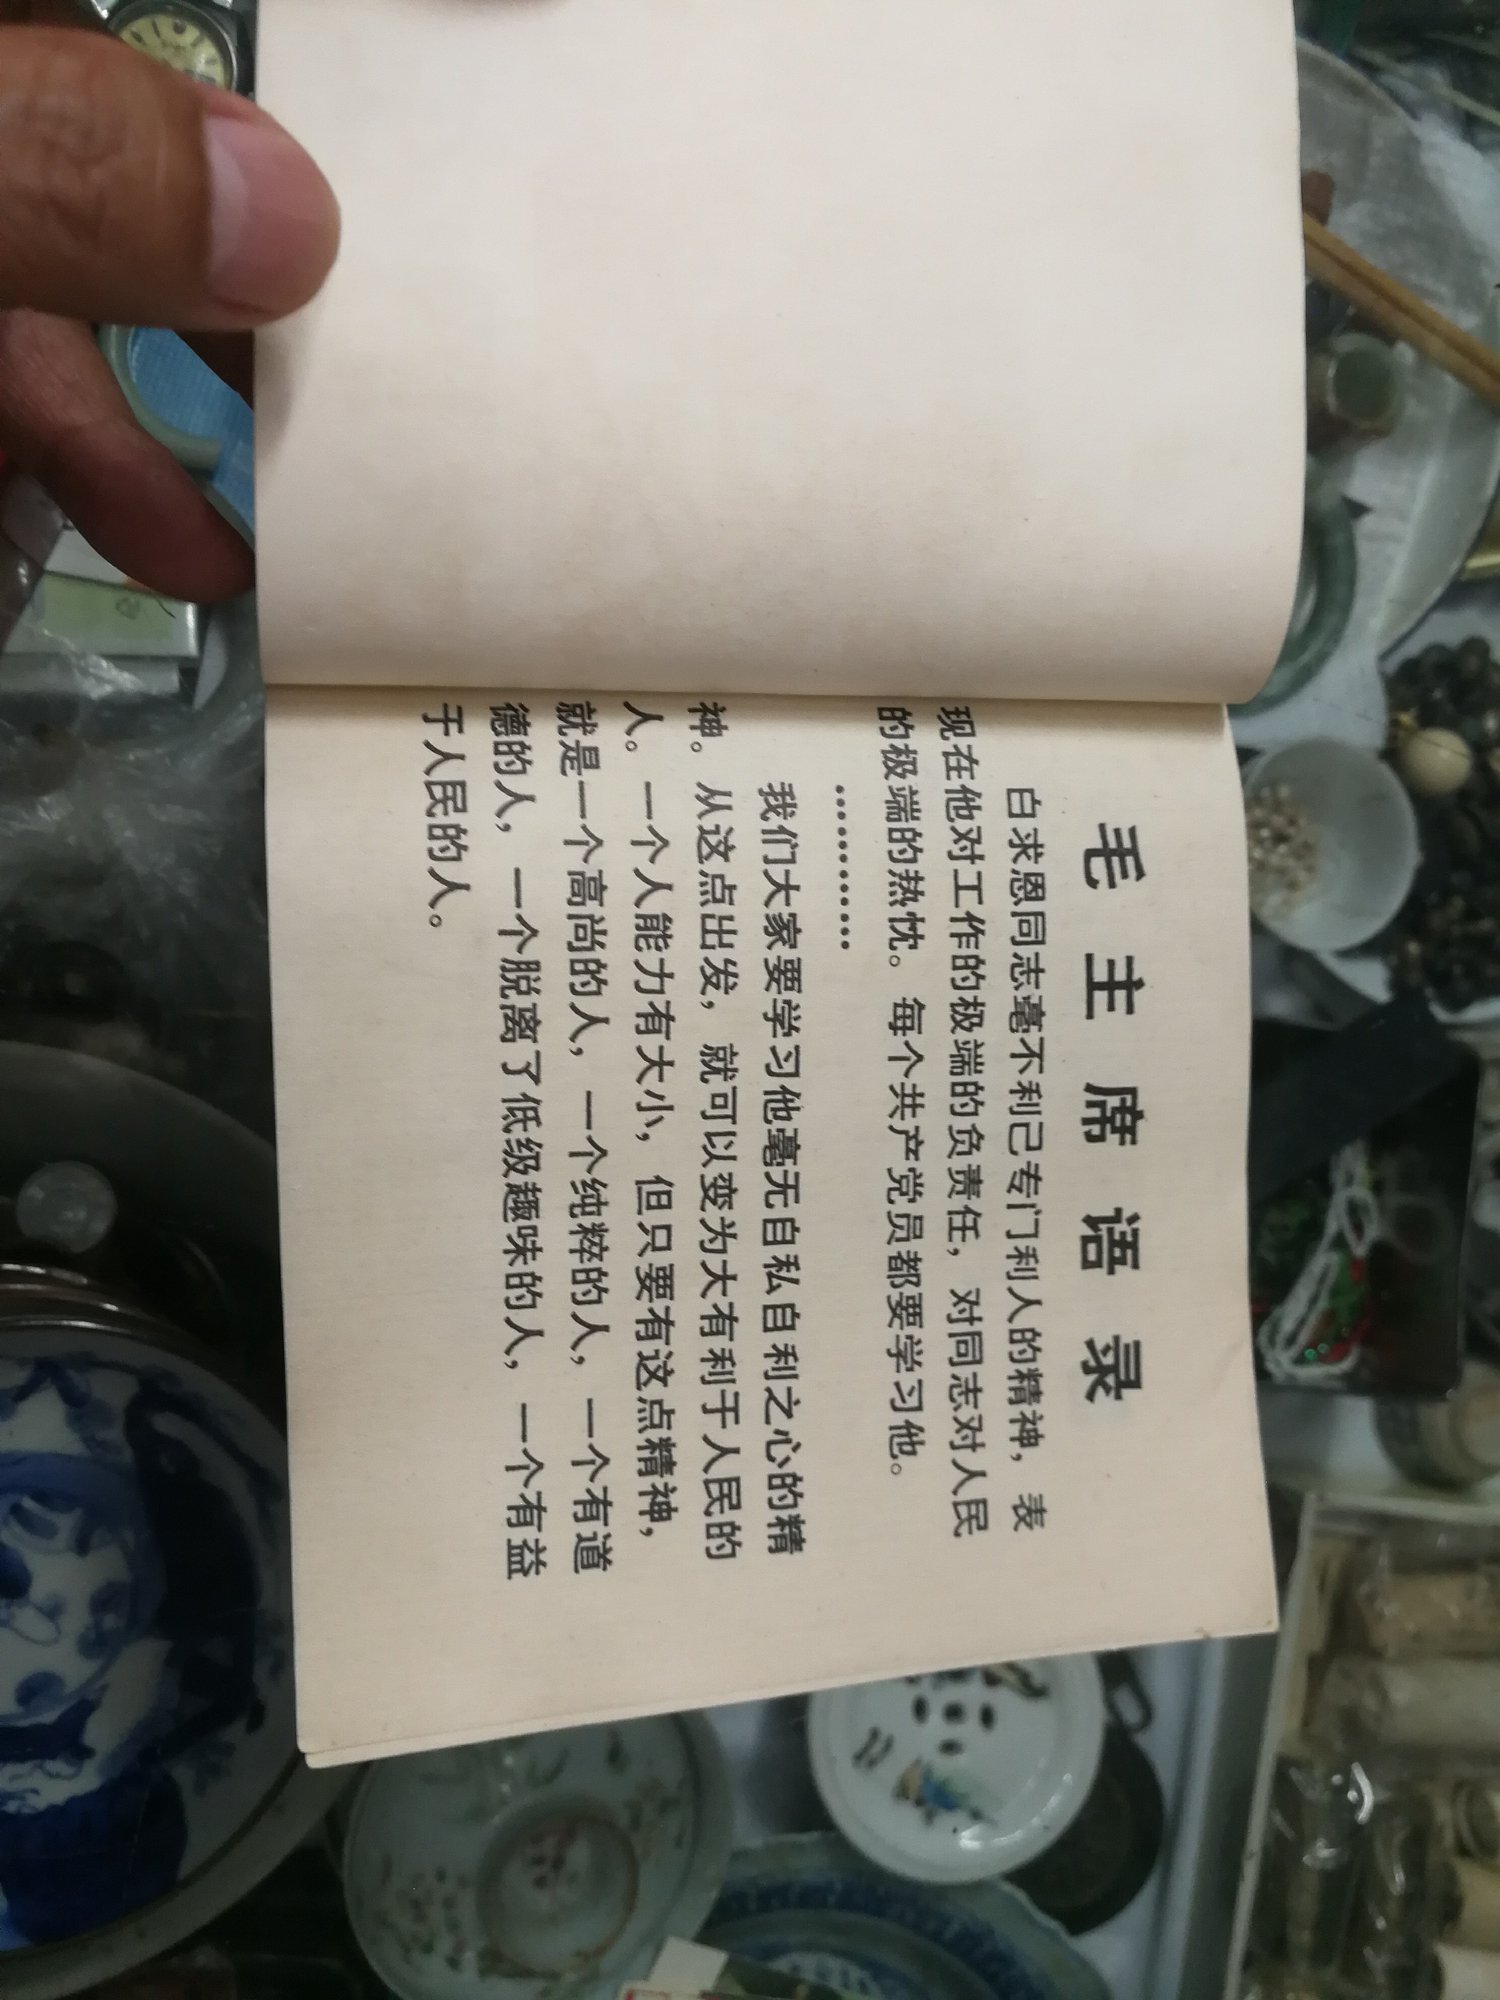 毛主席语录
白求恩同志毫不利己专门利人的精神，表
现在他对工作的极端的负责任，对同志对人民
的极端的热忱。每个共产党员都要学习他。
…………
我们大家要学习他毫无自私自利之心的精
神。从这点出发，就可以变为大有利于人民的
人。一个人能力有大小，但只要有这点精神，
就是一个高尚的人，一个纯粹的人，一个有道
德的人，一个脱离了低级趣味的人，一个有益
于人民的人。